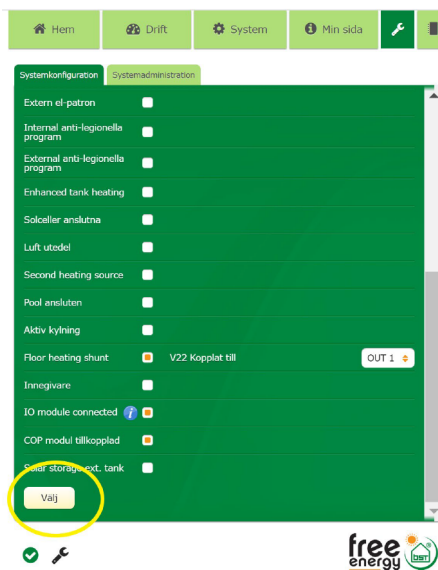 Hem Drift System Min sida
Systemkonfiguration Systemadministration
Extern el-patron
Internal anti-legionella
program
External anti-legionella
program
Enhanced tank heating
Solceller anslutna
Luft utedel
Second heating source
Pool ansluten
Aktiv kylning
Floor heating shunt V22 Kopplat till OUT 1
Innegivare
IO module connected i
COP modul tillkopplad
Solar storage ext. tank
Välj
free
energy
BST